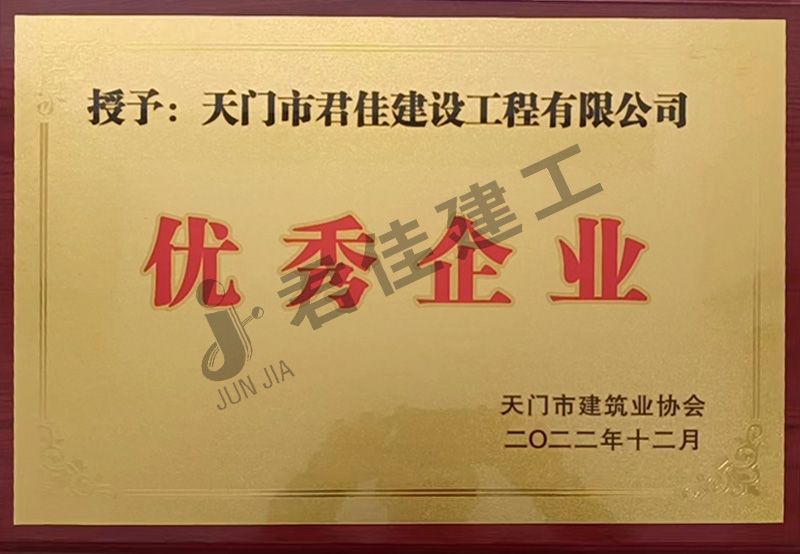 授予：天门市君佳建设工程有限公司
优秀企业
君佳建工
JUN JIA
天门市建筑业协会
二〇二二年十二月